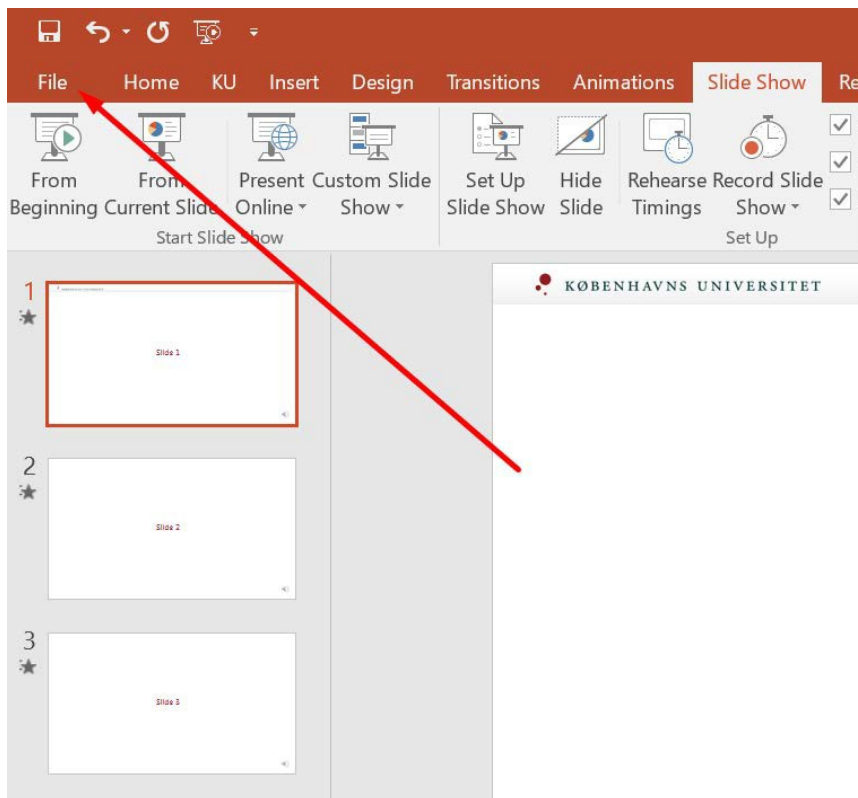 File Home KU Insert Design Transitions Animations Slide Show Re
From Beginning
From Current Slide
Present Online
Custom Slide Show
Start Slide Show
Set Up Slide Show
Hide Slide
Rehearse Timings
Record Slide Show
Set Up
1
Slide 1
2
Slide 2
3
Slide 3
KØBENHAVNS UNIVERSITET